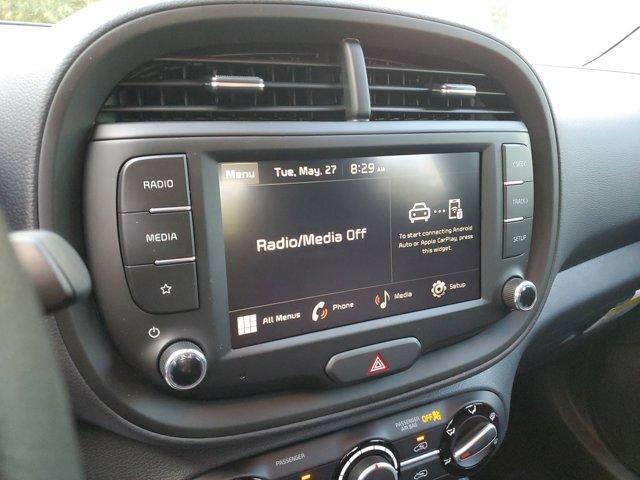 Menu Tue, May. 27 8:29 AM
RADIO
MEDIA
< SEEK
TRACK >
SETUP
Radio/Media Off
To start connecting Android
Auto or Apple CarPlay, press
this widget.
All Menus Phone Media Setup
PASSENGER
AIR BAG OFF
PASSENGER